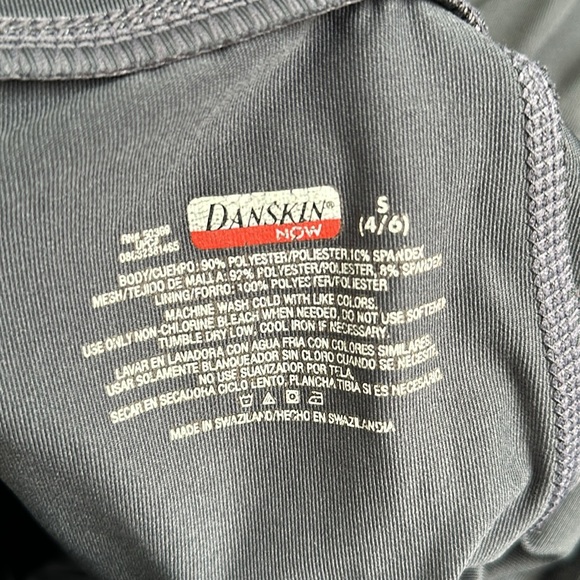 DANSKIN®
NOW
S
(4/6)
RN# 50368
BODY/CUERPO: 90% POLYESTER/POLIESTER,10% SPANDEX
MESH/TEJIDO DE MALLA: 92% POLYESTER/POLIESTER, 8% SPANDEX
LINING/FORRO: 100% POLYESTER/POLIESTER
MACHINE WASH COLD WITH LIKE COLORS.
USE ONLY NON-CHLORINE BLEACH WHEN NEEDED, DO NOT USE SOFTENER
TUMBLE DRY LOW, COOL IRON IF NECESSARY.
LAVAR EN LAVADORA CON AGUA FRIA CON COLORES SIMILARES.
USAR SOLAMENTE BLANQUEADOR SIN CLORO CUANDO SE NECESITE.
NO USE SUAVIZANTE PARA TELA.
SECAR EN SECADORA CICLO LENTO, PLANCHA TIBIA SI ES NECESARIO.
MADE IN SWAZILAND/HECHO EN SWAZILANDIA